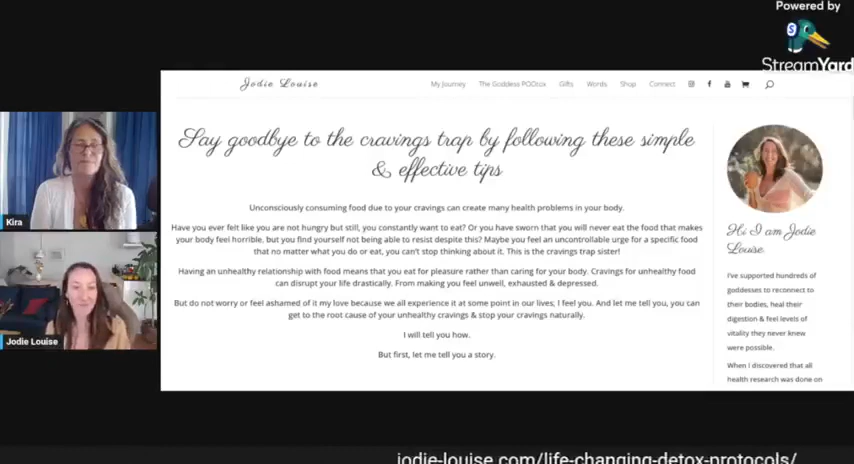 Powered by
StreamYard
Jodie Louise
My Journey The Goddess POOtox Gifts Words Shop Connect
Say goodbye to the cravings trap by following these simple
& effective tips
Unconsciously consuming food due to your cravings can create many health problems in your body.
Have you ever felt like you are not hungry but still, you constantly want to eat? Or you have sworn that you will never eat the food that makes
your body feel horrible, but you find yourself not being able to resist despite this? Maybe you feel an uncontrollable urge for a specific food
that no matter what you do or eat, you can't stop thinking about it. This is the cravings trap sister!
Having an unhealthy relationship with food means that you eat for pleasure rather than caring for your body. Cravings for unhealthy food
can disrupt your life drastically. From making you feel unwell, exhausted & depressed.
But do not worry or feel ashamed of it my love because we all experience it at some point in our lives; I feel you. And let me tell you, you can
get to the root cause of your unhealthy cravings & stop your cravings naturally.
I will tell you how.
But first, let me tell you a story.
Hi I am Jodie
Louise
I've supported hundreds of
goddesses to reconnect to
their bodies, heal their
digestion & feel levels of
vitality they never knew
were possible.
When I discovered that all
health research was done on
Kira
Jodie Louise
jodie-louise.com/life-changing-detox-protocols/